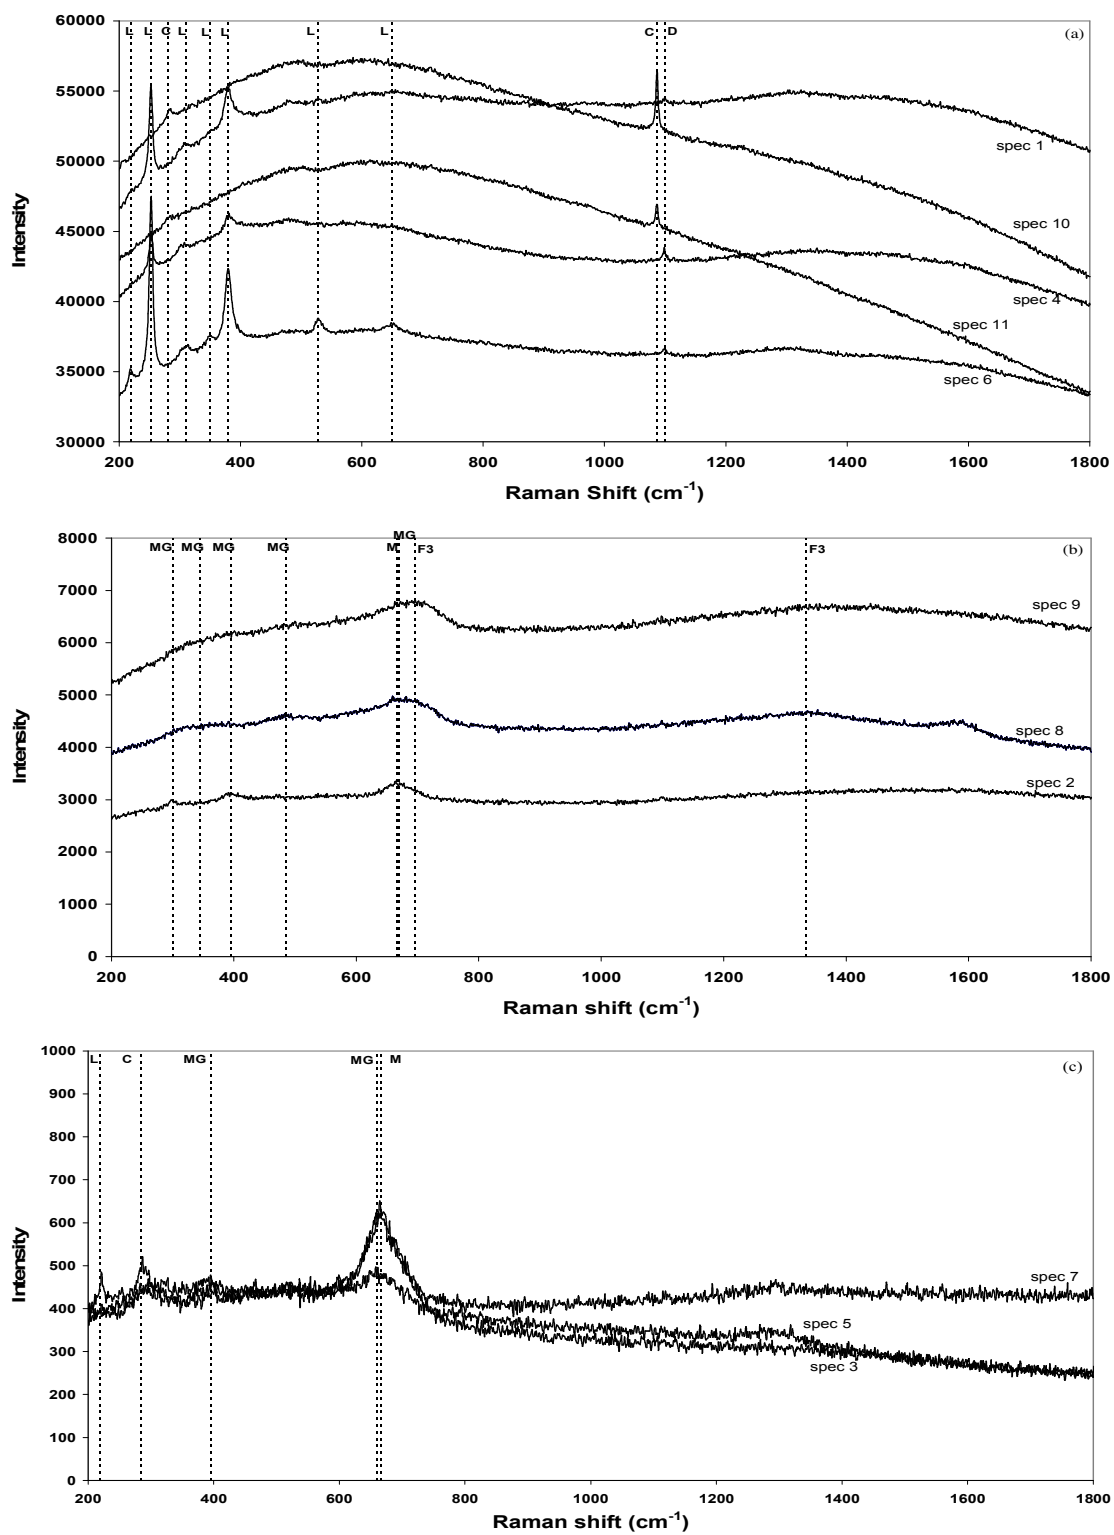 L L C L L L L L C D (a)
60000
55000
50000
45000
40000
35000
30000
Intensity
spec 1
spec 10
spec 4
spec 11
spec 6
200 400 600 800 1000 1200 1400 1600 1800
Raman Shift (cm-1)
MG
MG MG MG MG M F3 F3 (b)
8000
7000
6000
5000
4000
3000
2000
1000
0
Intensity
spec 9
spec 8
spec 2
200 400 600 800 1000 1200 1400 1600 1800
Raman shift (cm-1)
L C MG MG M (c)
1000
900
800
700
600
500
400
300
200
100
0
Intensity
spec 7
spec 5
spec 3
200 400 600 800 1000 1200 1400 1600 1800
Raman shift (cm-1)